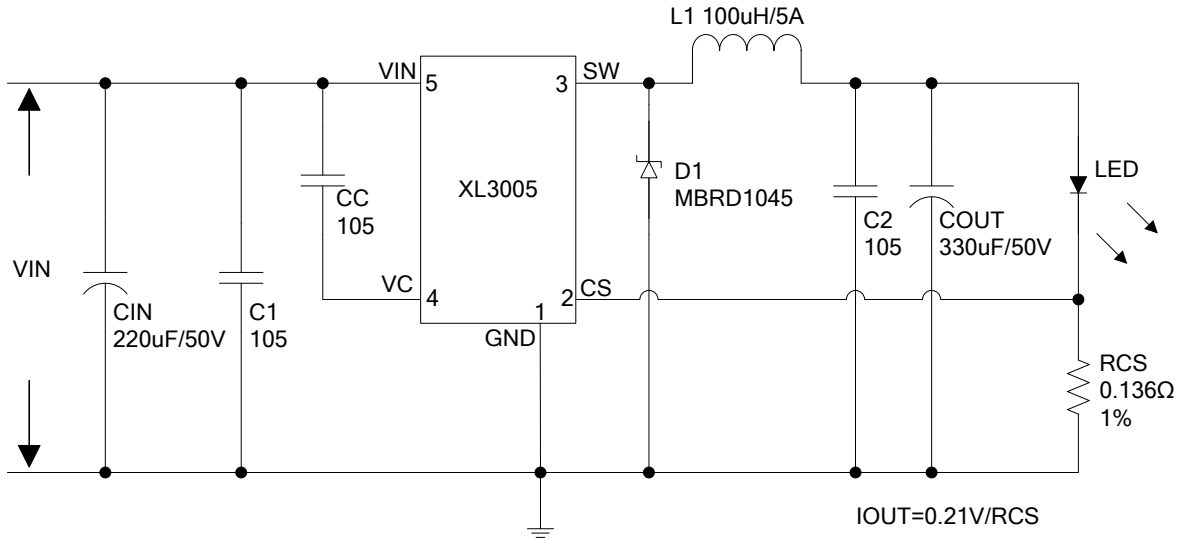 L1 100uH/5A
VIN
5
3
SW
XL3005
CC
105
D1
MBRD1045
LED
C2
105
COUT
330uF/50V
VIN
VC
4
2
CS
1
GND
CIN
220uF/50V
C1
105
RCS
0.136Ω
1%
IOUT=0.21V/RCS